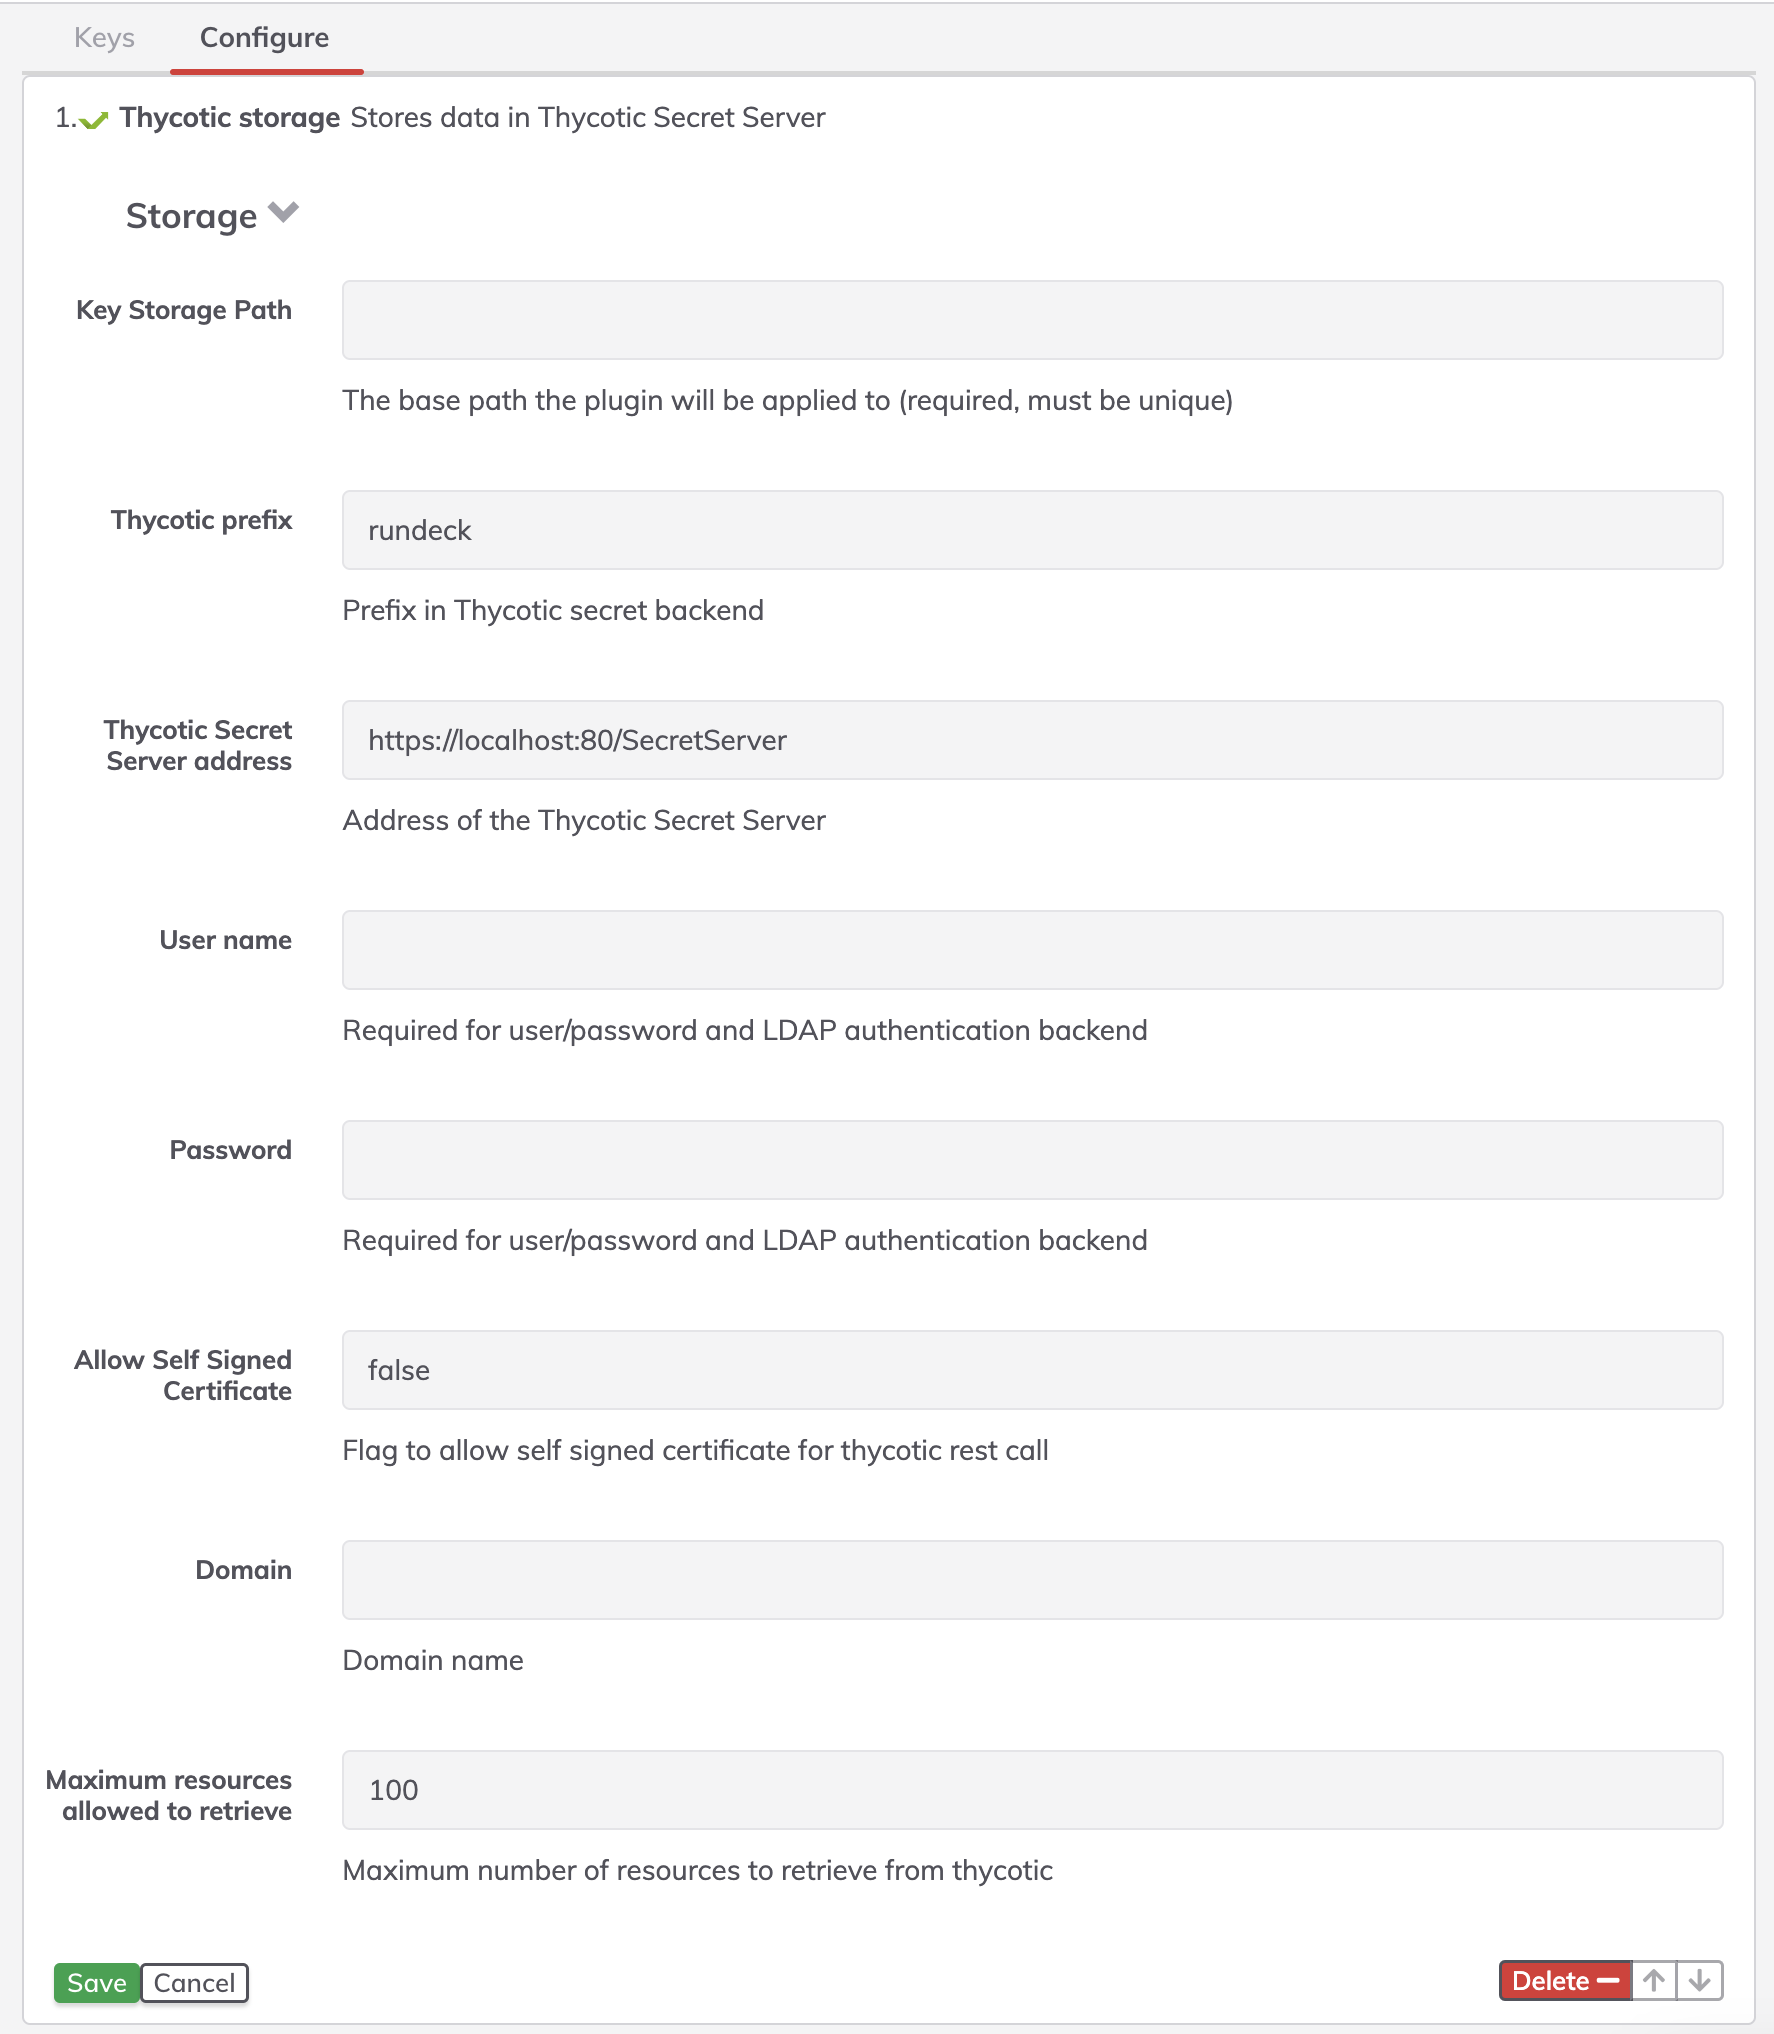 Keys Configure
1. Thycotic storage Stores data in Thycotic Secret Server
Storage
Key Storage Path
The base path the plugin will be applied to (required, must be unique)
Thycotic prefix rundeck
Prefix in Thycotic secret backend
Thycotic Secret
Server address
https://localhost:80/SecretServer
Address of the Thycotic Secret Server
User name
Required for user/password and LDAP authentication backend
Password
Required for user/password and LDAP authentication backend
Allow Self Signed
Certificate
false
Flag to allow self signed certificate for thycotic rest call
Domain
Domain name
Maximum resources
allowed to retrieve
100
Maximum number of resources to retrieve from thycotic
Save Cancel Delete